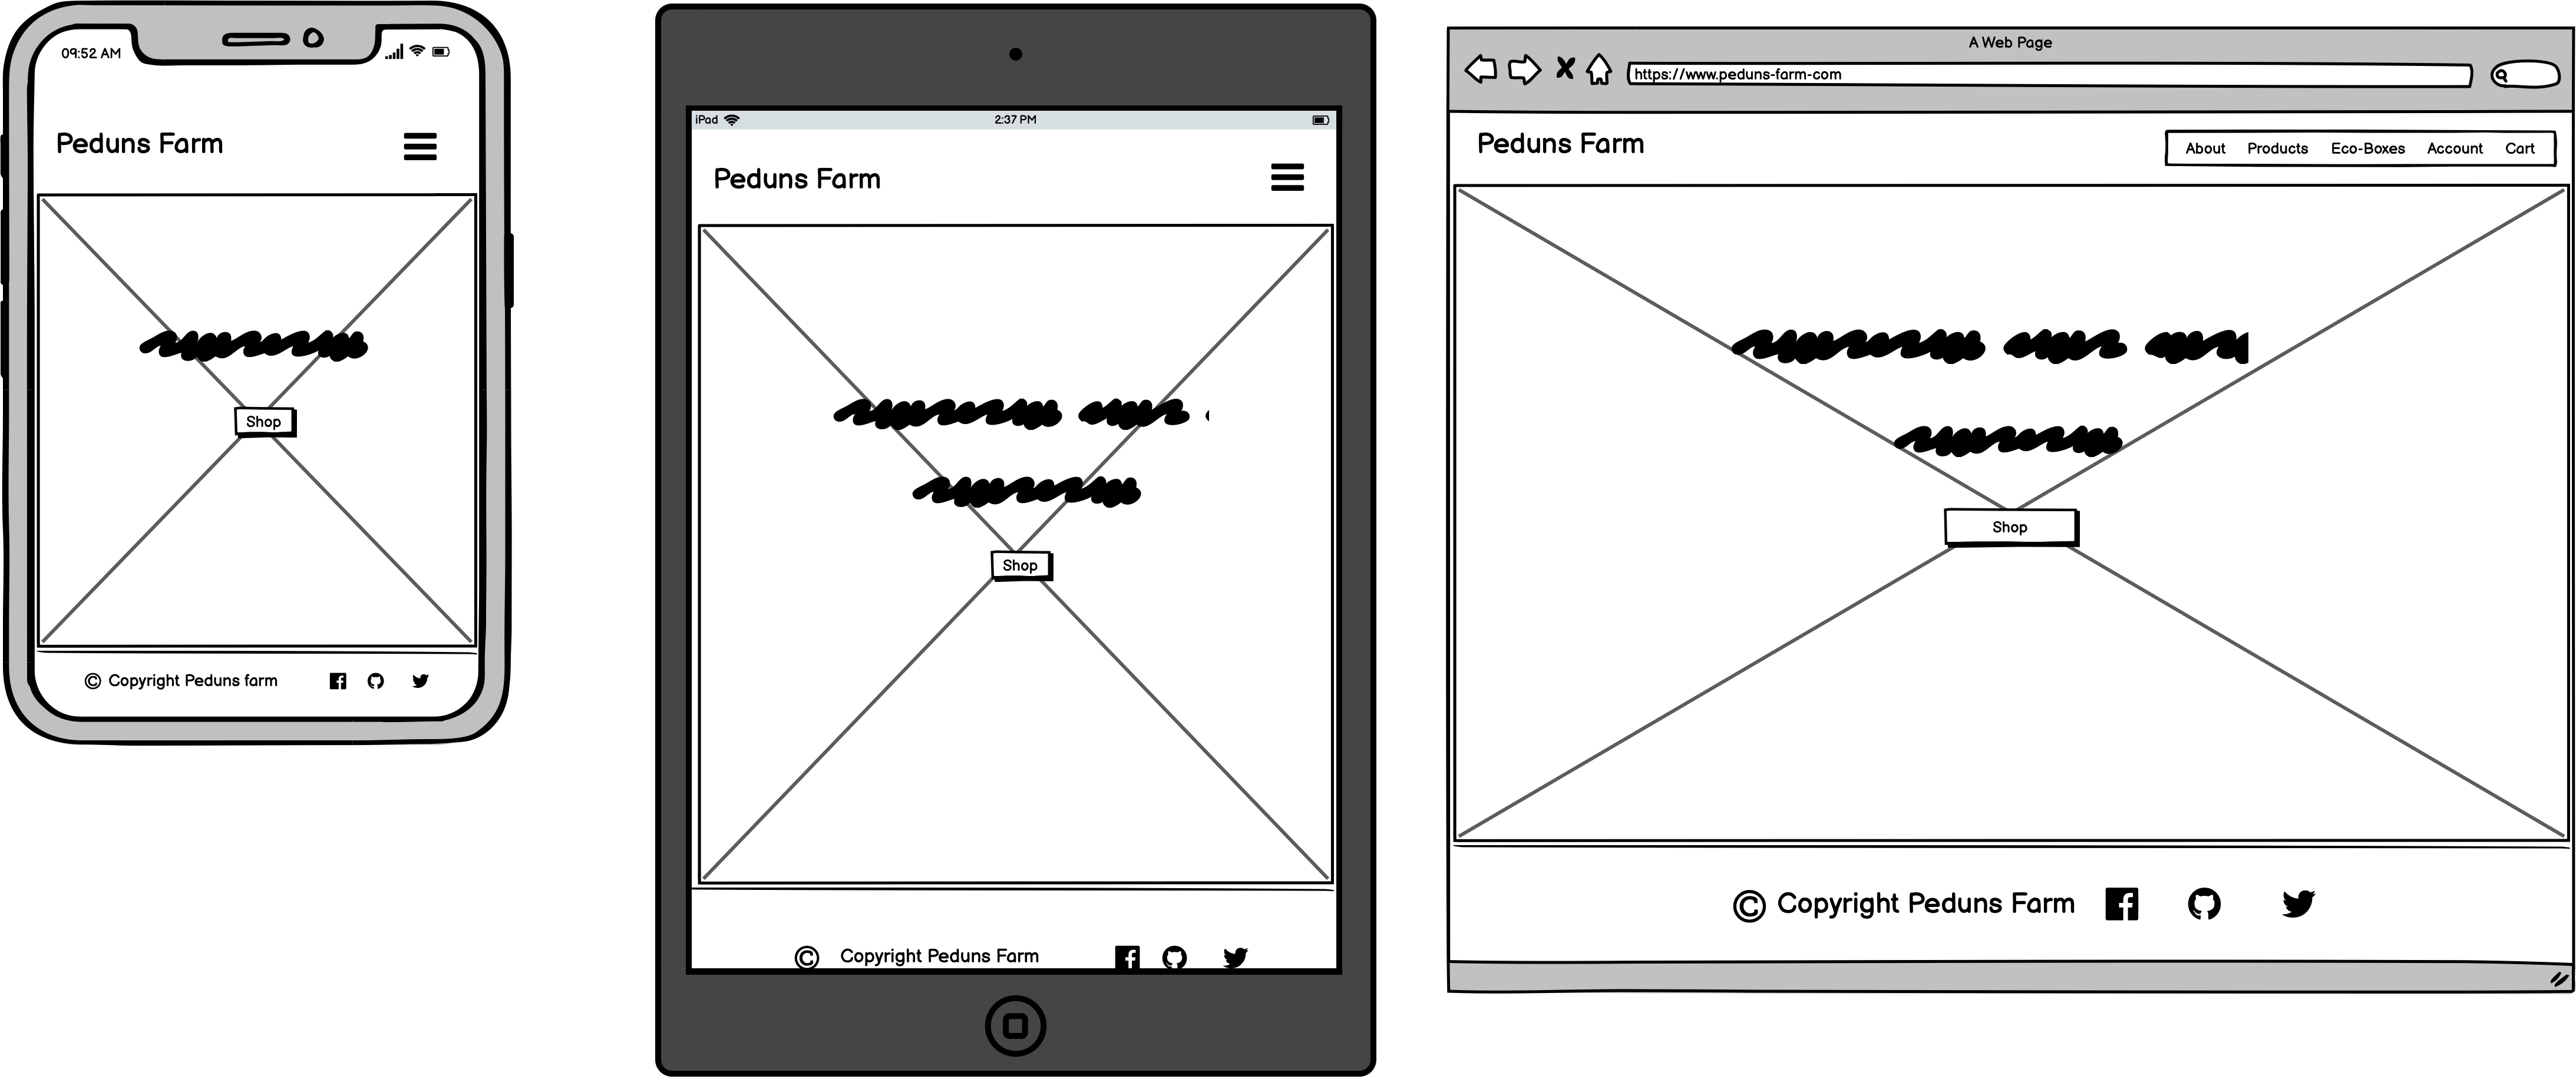 09:52 AM
Peduns Farm
Shop
© Copyright Peduns farm
iPad
2:37 PM
Peduns Farm
Shop
© Copyright Peduns Farm
A Web Page
https://www.peduns-farm-com
Peduns Farm
About Products Eco-Boxes Account Cart
Shop
© Copyright Peduns Farm